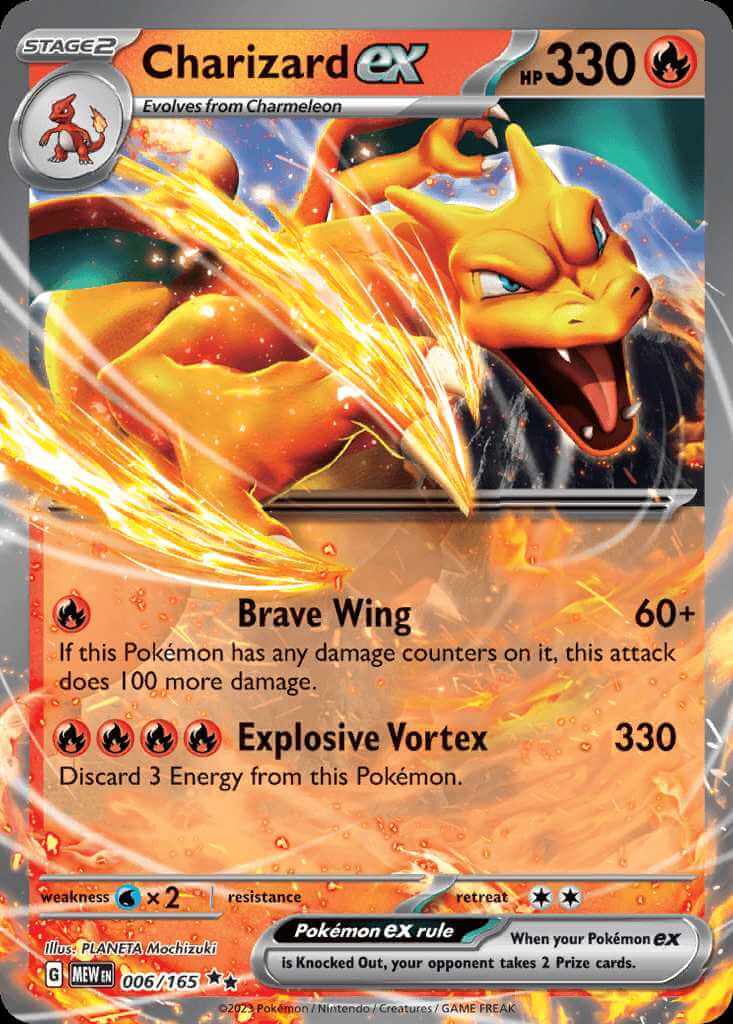 STAGE2
Charizard ex
HP 330
Evolves from Charmeleon
Brave Wing 60+
If this Pokémon has any damage counters on it, this attack
does 100 more damage.
Explosive Vortex 330
Discard 3 Energy from this Pokémon.
weakness ×2 resistance retreat
Pokémon ex rule When your Pokémon ex
is Knocked Out, your opponent takes 2 Prize cards.
Illus. PLANETA Mochizuki
G MEW EN 006/165
©2023 Pokémon / Nintendo / Creatures / GAME FREAK